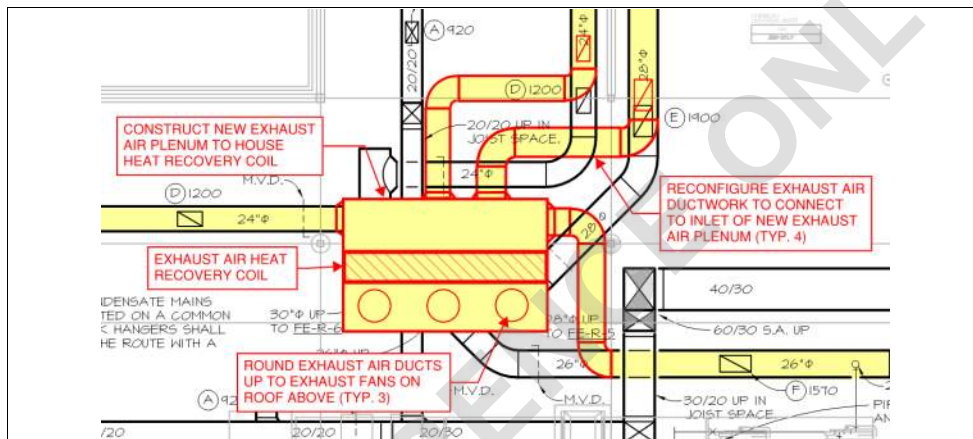 A 920
20/20
24"Φ
28"Φ
D 1200
E 1900
20/20 UP IN
JOIST SPACE.
CONSTRUCT NEW EXHAUST
AIR PLENUM TO HOUSE
HEAT RECOVERY COIL
M.V.D.
24"Φ
D 1200
24"Φ
RECONFIGURE EXHAUST AIR
DUCTWORK TO CONNECT
TO INLET OF NEW EXHAUST
AIR PLENUM (TYP. 4)
28"Φ
EXHAUST AIR HEAT
RECOVERY COIL
40/30
NDENSATE MAINS
TED ON A COMMON
K HANGERS SHALL
HE ROUTE WITH A
30"Φ UP
TO FE-R-6
28"Φ UP
TO FE-R-5
60/30 S.A. UP
ROUND EXHAUST AIR DUCTS
UP TO EXHAUST FANS ON
ROOF ABOVE (TYP. 3)
26"Φ
26"Φ
M.V.D.
F 1570
M.V.D.
A 92
30/20 UP IN
JOIST SPACE.
PIP
AN
/20
20/20
20/30